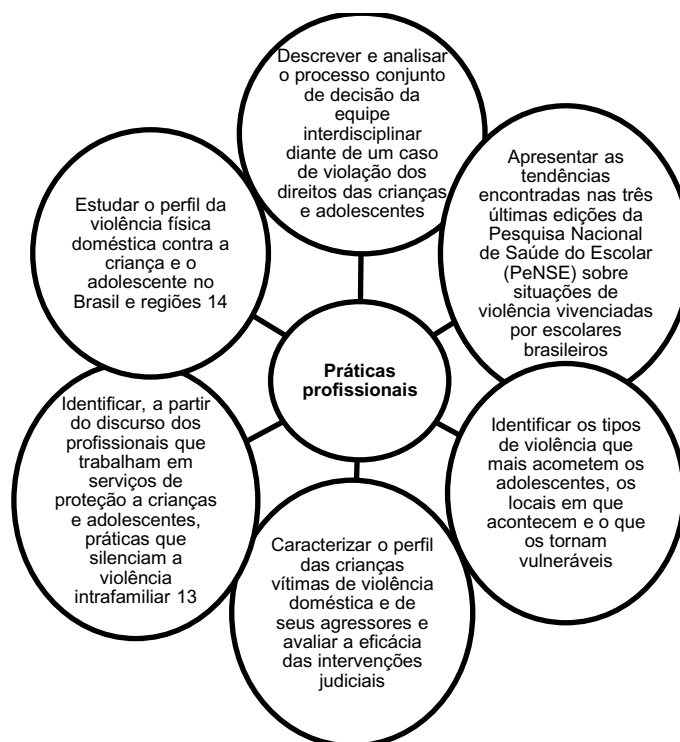 Descrever e analisar
o processo conjunto
de decisão da
equipe
interdisciplinar
diante de um caso
de violação dos
direitos das crianças
e adolescentes
Apresentar as
tendências
encontradas nas três
últimas edições da
Pesquisa Nacional
de Saúde do Escolar
(PeNSE) sobre
situações de
violência vivenciadas
por escolares
brasileiros
Identificar os tipos
de violência que
mais acometem os
adolescentes, os
locais em que
acontecem e o que
os tornam
vulneráveis
Caracterizar o perfil
das crianças
vítimas de violência
doméstica e de
seus agressores e
avaliar a eficácia
das intervenções
judiciais
Identificar, a partir
do discurso dos
profissionais que
trabalham em
serviços de
proteção a crianças
e adolescentes,
práticas que
silenciam a
violência
intrafamiliar 13
Estudar o perfil da
violência física
doméstica contra a
criança e o
adolescente no
Brasil e regiões 14
Práticas
profissionais